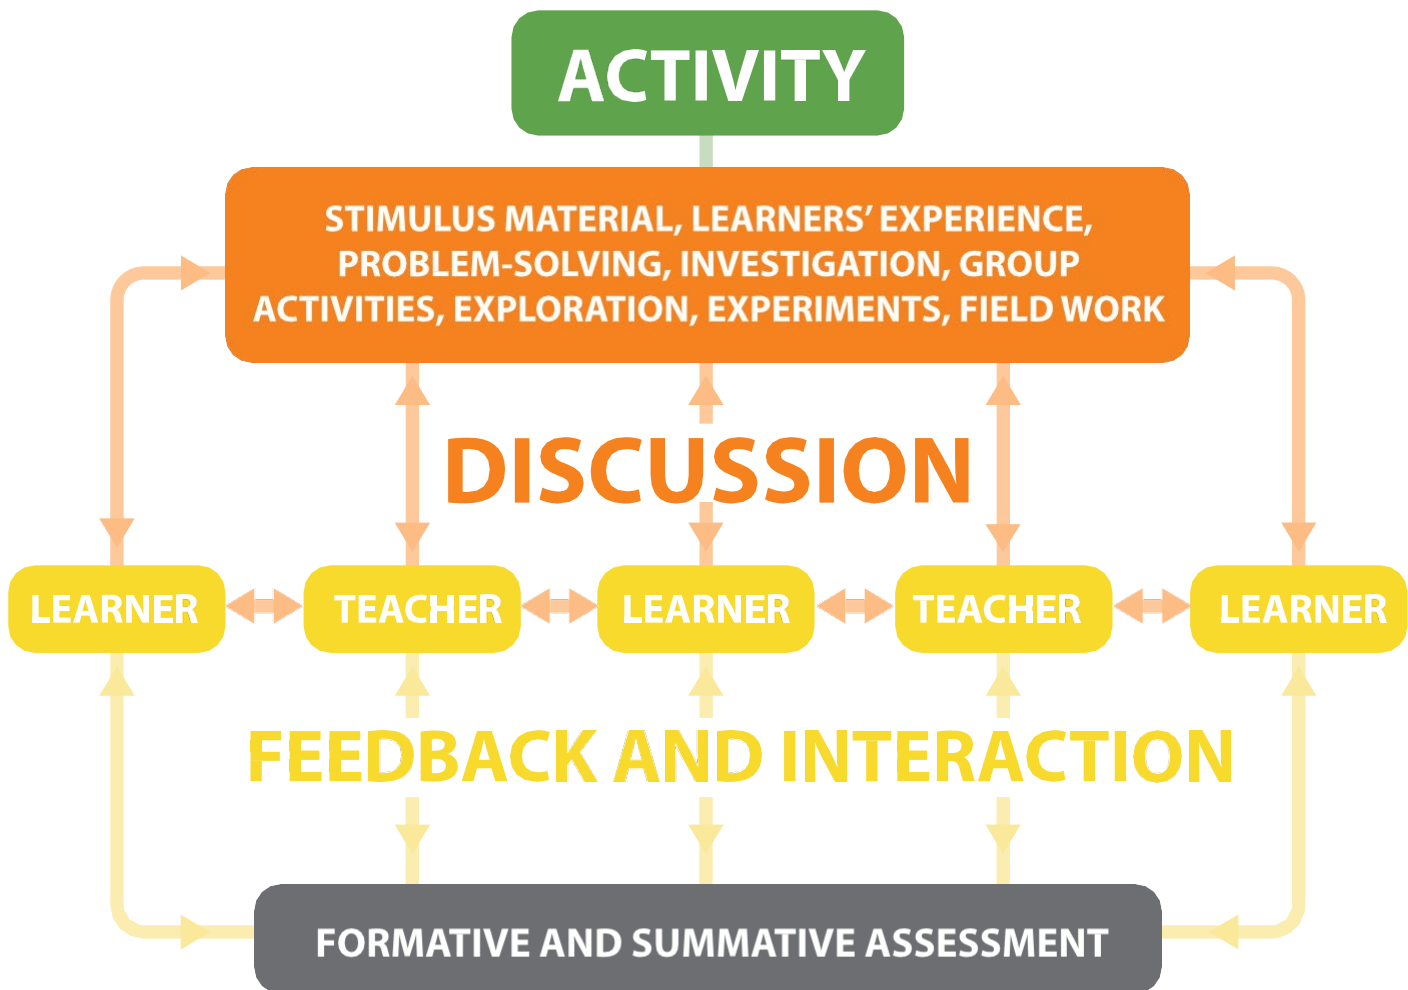 ACTIVITY
STIMULUS MATERIAL, LEARNERS’ EXPERIENCE,
PROBLEM-SOLVING, INVESTIGATION, GROUP
ACTIVITIES, EXPLORATION, EXPERIMENTS, FIELD WORK
DISCUSSION
LEARNER
TEACHER
LEARNER
TEACHER
LEARNER
FEEDBACK AND INTERACTION
FORMATIVE AND SUMMATIVE ASSESSMENT